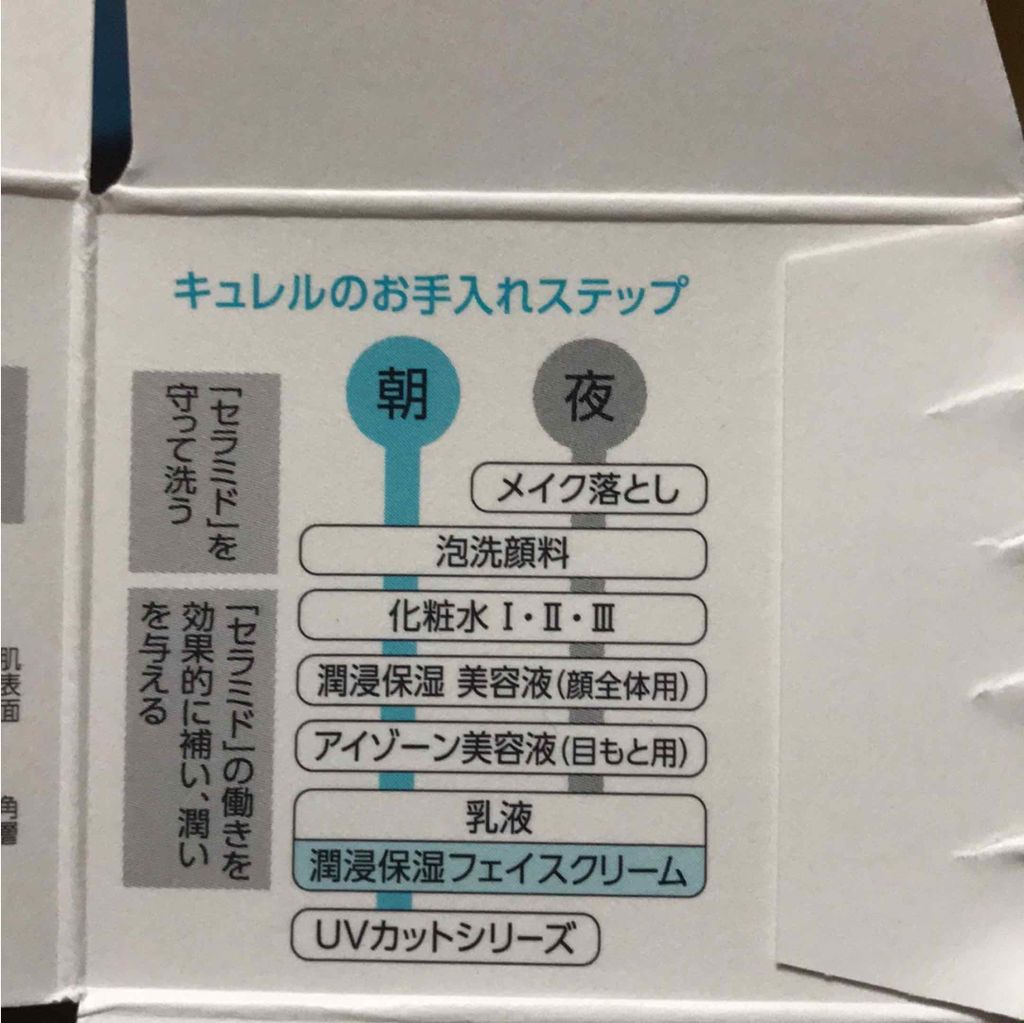 キュレルのお手入れステップ
朝
夜
「セラミド」を
守って洗う
メイク落とし
泡洗顔料
「セラミド」の働きを
効果的に補い、潤い
を与える
化粧水 Ⅰ・Ⅱ・Ⅲ
潤浸保湿 美容液(顔全体用)
アイゾーン美容液(目もと用)
乳液
潤浸保湿フェイスクリーム
UVカットシリーズ
肌表面
角層